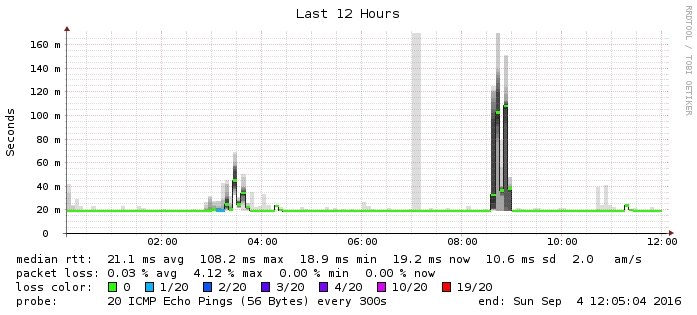 Last 12 Hours
RRDTOOL / TOBI OETIKER
Seconds
160 m
140 m
120 m
100 m
80 m
60 m
40 m
20 m
0
02:00 04:00 06:00 08:00 10:00 12:00
median rtt: 21.1 ms avg 108.2 ms max 18.9 ms min 19.2 ms now 10.6 ms sd 2.0 am/s
packet loss: 0.03 % avg 4.12 % max 0.00 % min 0.00 % now
loss color: 0 1/20 2/20 3/20 4/20 10/20 19/20
probe: 20 ICMP Echo Pings (56 Bytes) every 300s end: Sun Sep 4 12:05:04 2016